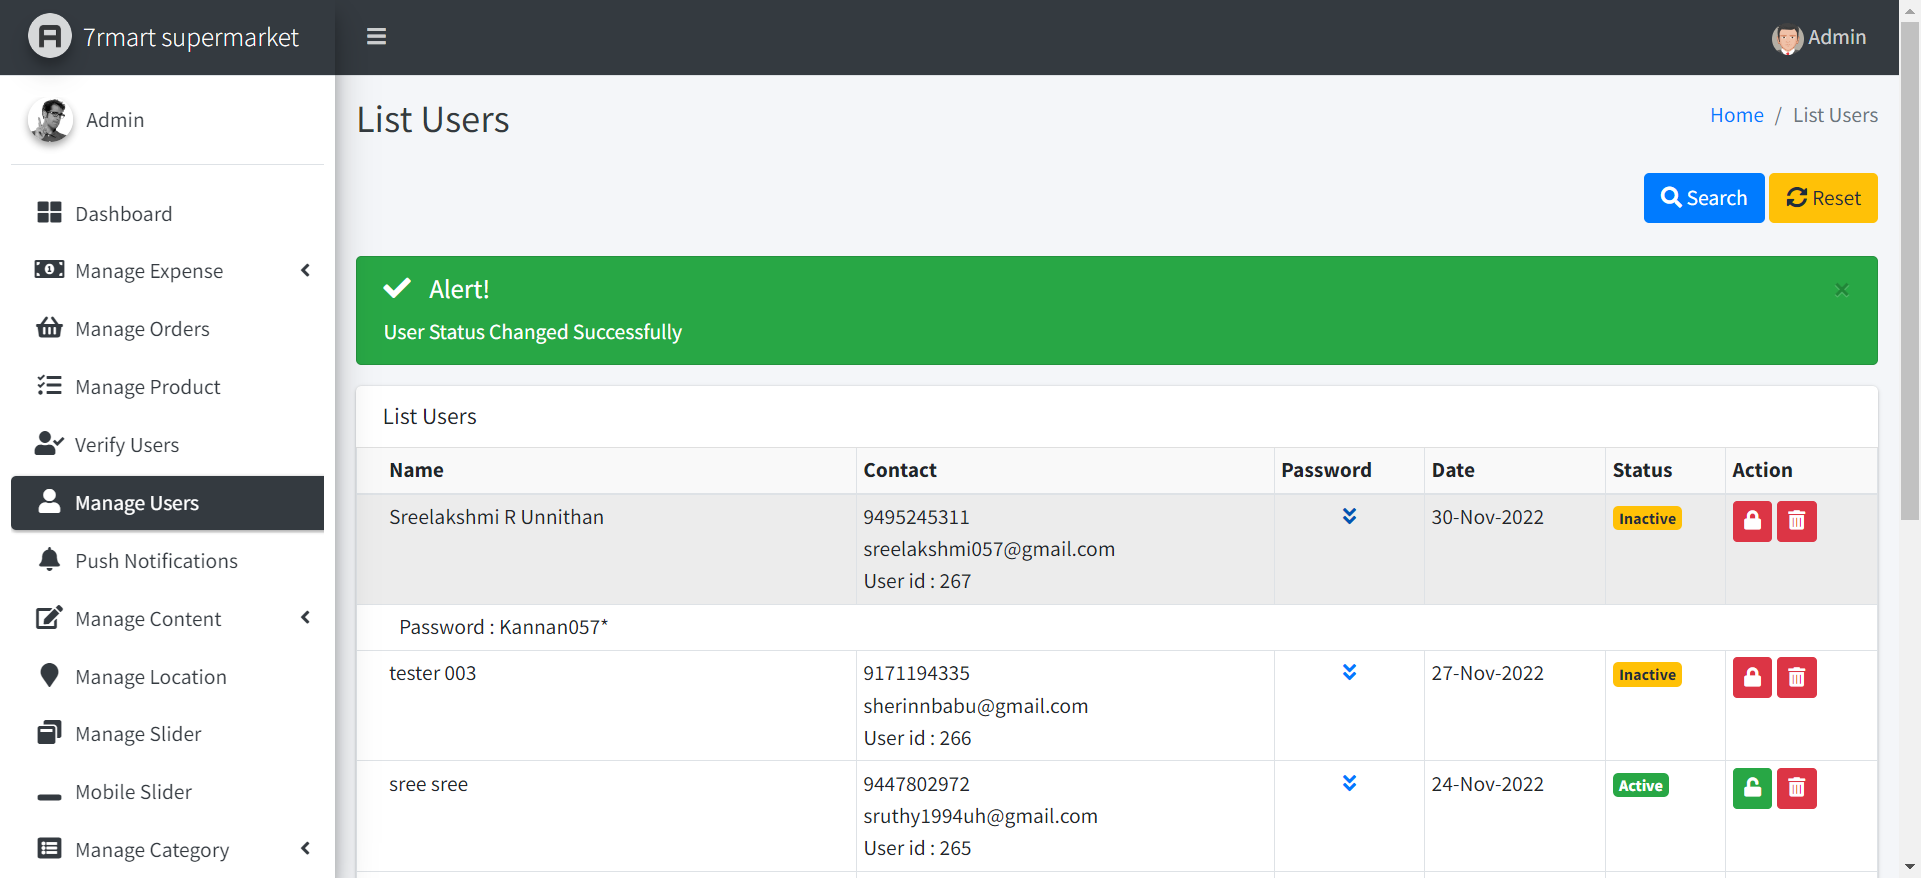 7rmart supermarket
Admin
Admin
Dashboard
Manage Expense
Manage Orders
Manage Product
Verify Users
Manage Users
Push Notifications
Manage Content
Manage Location
Manage Slider
Mobile Slider
Manage Category
List Users
Home / List Users
Search
Reset
Alert!
×
User Status Changed Successfully
List Users
Name Contact Password Date Status Action
Sreelakshmi R Unnithan 9495245311 30-Nov-2022 Inactive
sreelakshmi057@gmail.com
User id : 267
Password : Kannan057*
tester 003 9171194335 27-Nov-2022 Inactive
sherinnbabu@gmail.com
User id : 266
sree sree 9447802972 24-Nov-2022 Active
sruthy1994uh@gmail.com
User id : 265